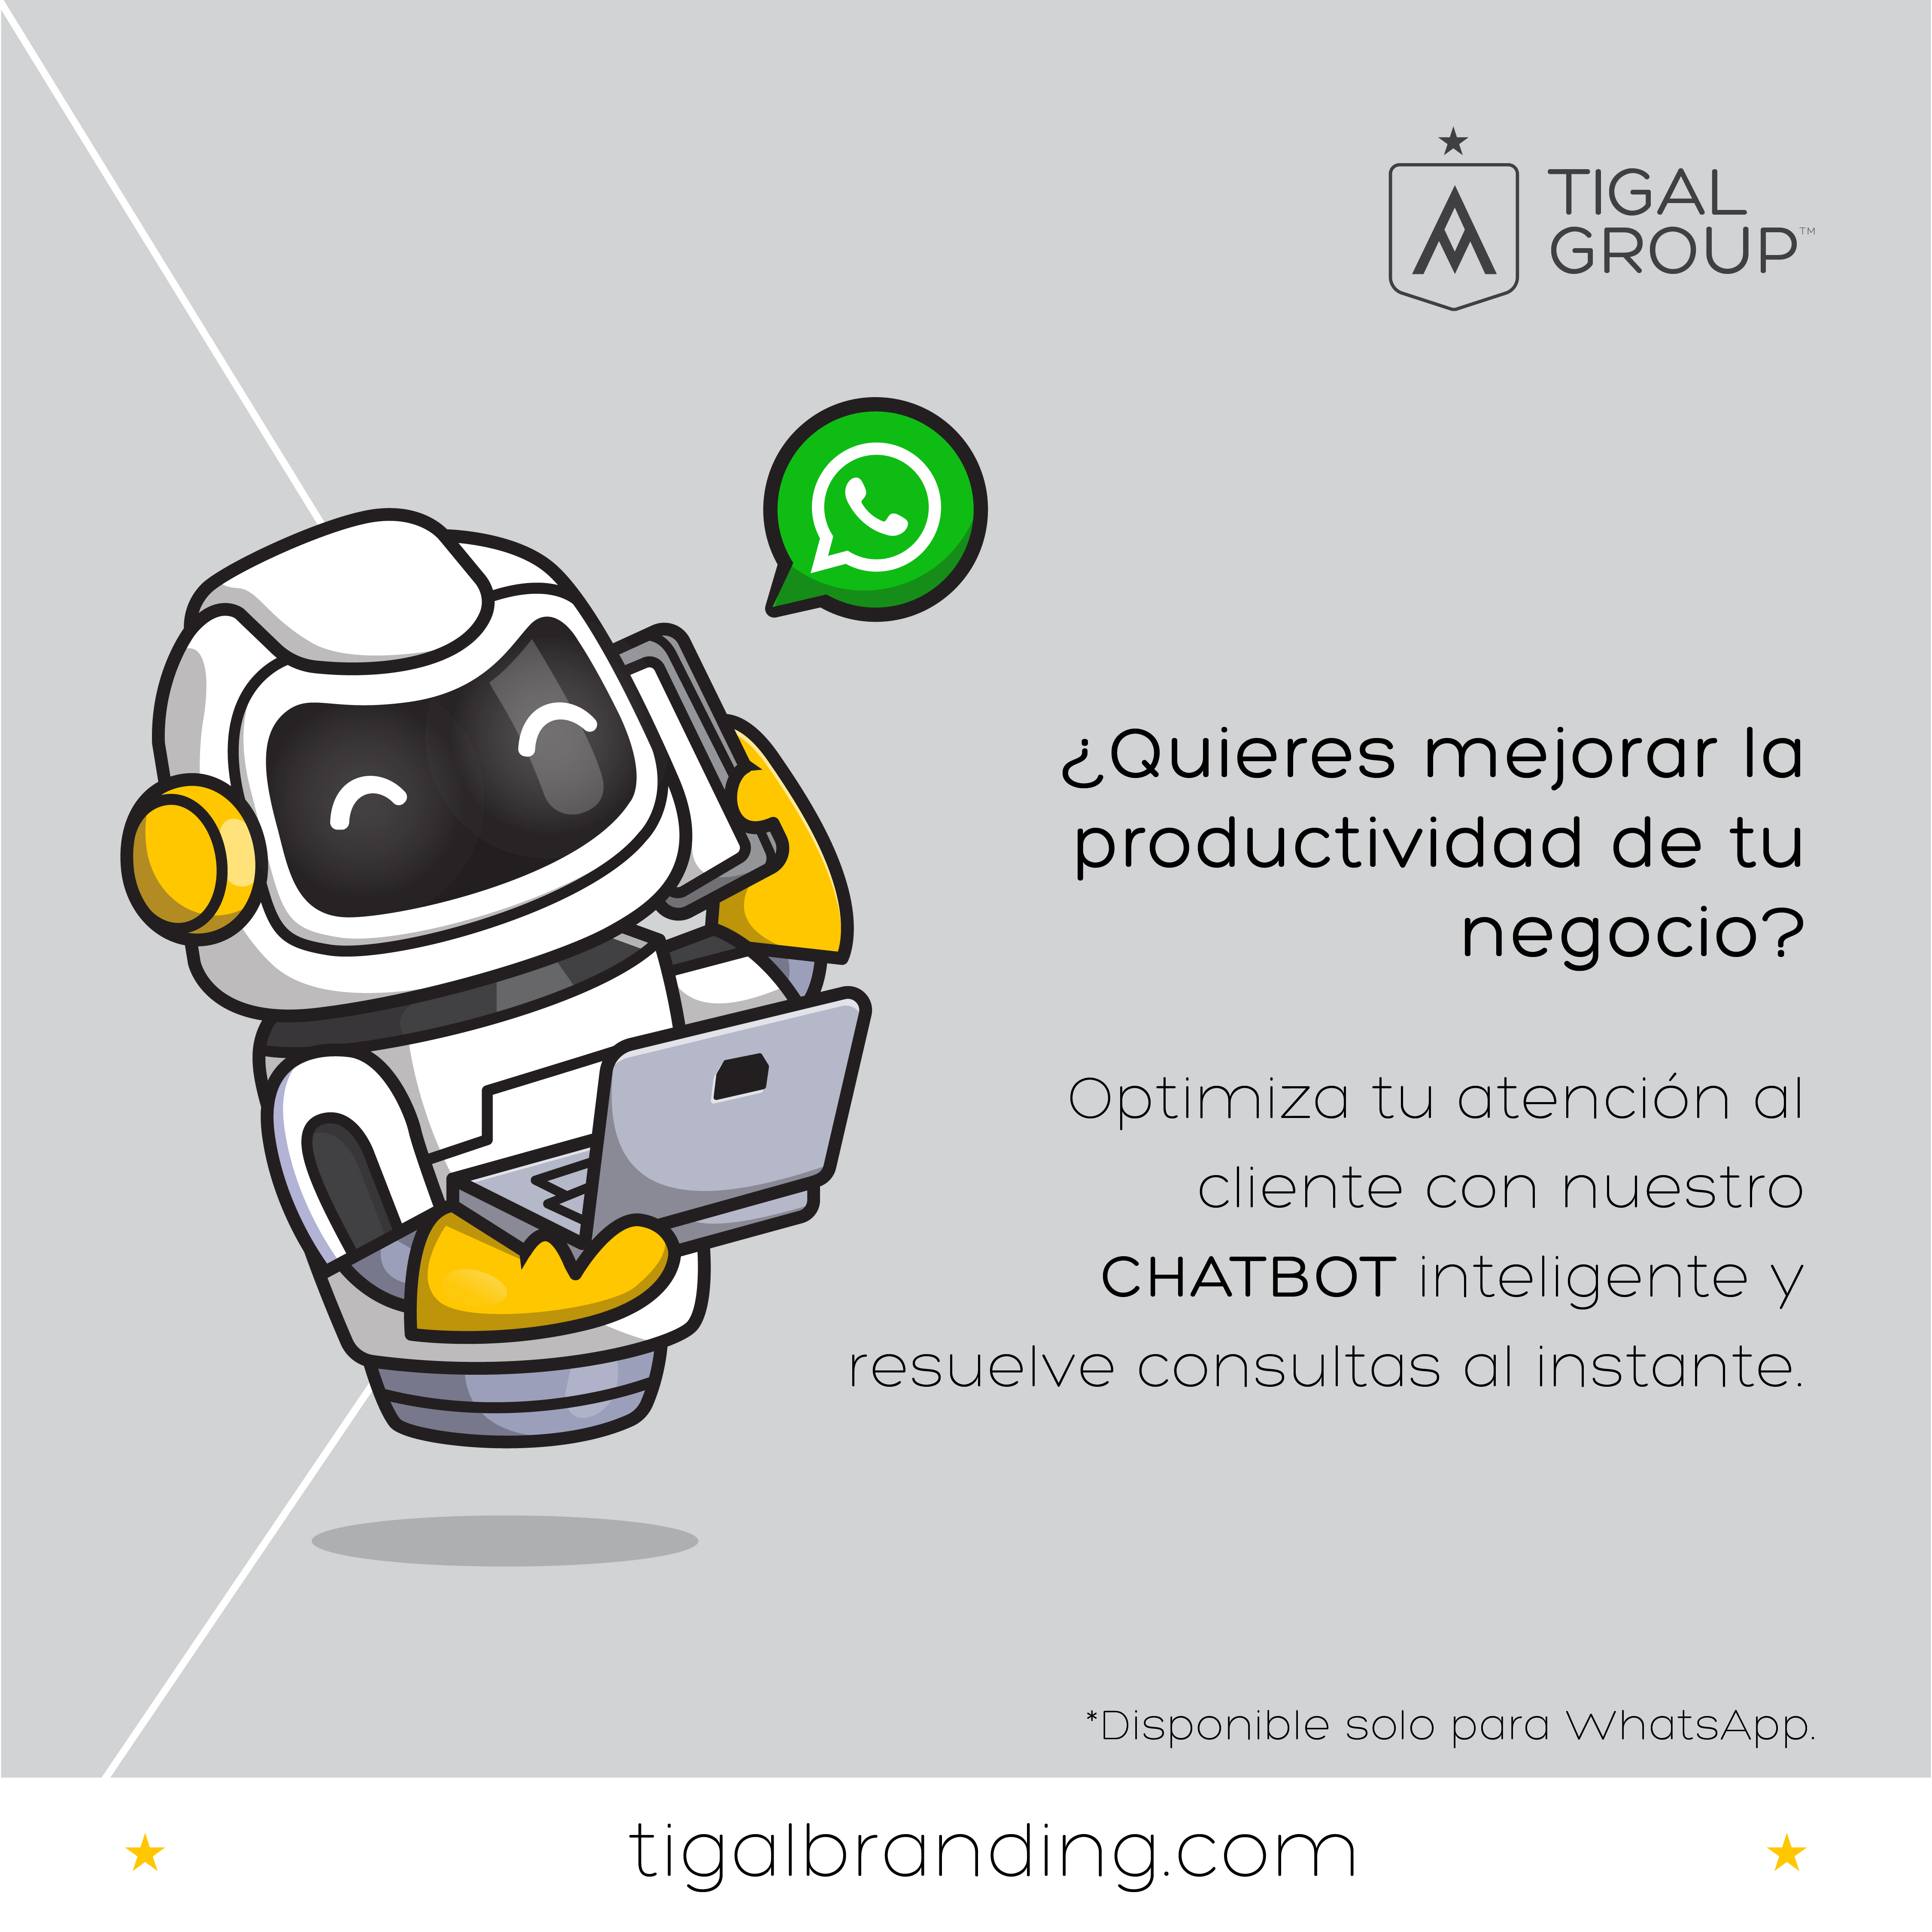 TIGAL
GROUP™
¿Quieres mejorar la
productividad de tu
negocio?
Optimiza tu atención al
cliente con nuestro
CHATBOT inteligente y
resuelve consultas al instante.
*Disponible solo para WhatsApp.
tigalbranding.com